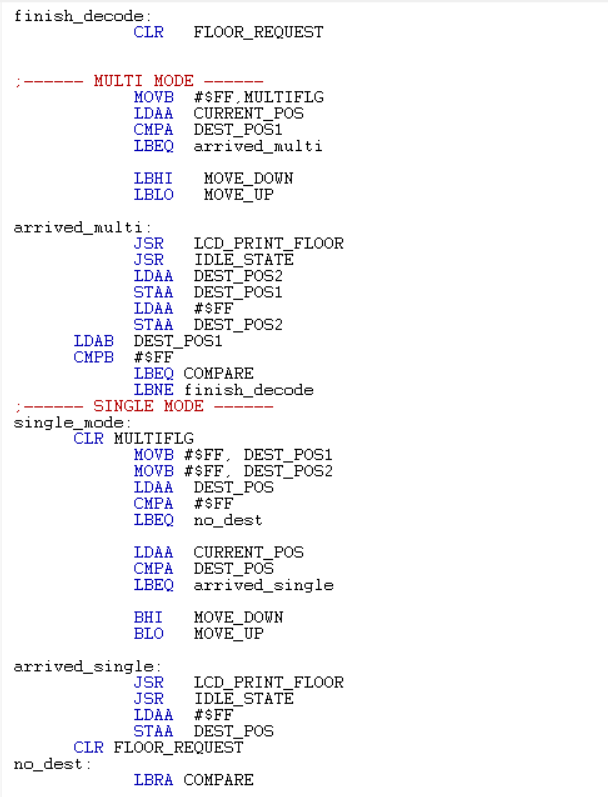 finish_decode:
CLR FLOOR_REQUEST
;------ MULTI MODE ------
MOVB #$FF,MULTIFLG
LDAA CURRENT_POS
CMPA DEST_POS1
LBEQ arrived_multi
LBHI MOVE_DOWN
LBLO MOVE_UP
arrived_multi:
JSR LCD_PRINT_FLOOR
JSR IDLE_STATE
LDAA DEST_POS2
STAA DEST_POS1
LDAA #$FF
STAA DEST_POS2
LDAB DEST_POS1
CMPB #$FF
LBEQ COMPARE
LBNE finish_decode
;------ SINGLE MODE ------
single_mode:
CLR MULTIFLG
MOVB #$FF, DEST_POS1
MOVB #$FF, DEST_POS2
LDAA DEST_POS
CMPA #$FF
LBEQ no_dest
LDAA CURRENT_POS
CMPA DEST_POS
LBEQ arrived_single
BHI MOVE_DOWN
BLO MOVE_UP
arrived_single:
JSR LCD_PRINT_FLOOR
JSR IDLE_STATE
LDAA #$FF
STAA DEST_POS
CLR FLOOR_REQUEST
no_dest:
LBRA COMPARE